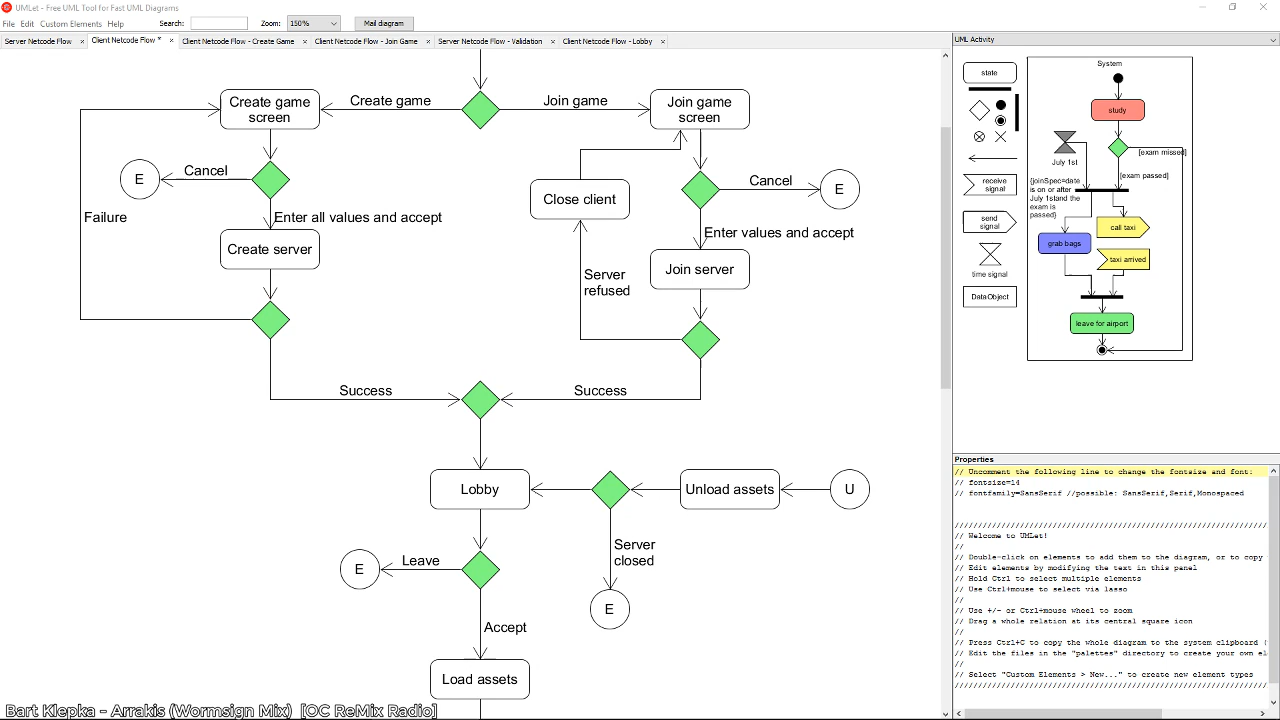 UMLet - Free UML Tool for Fast UML Diagrams
File Edit Custom Elements Help Search: Zoom: 150% Mail diagram
Server Netcode Flow × Client Netcode Flow * × Client Netcode Flow - Create Game × Client Netcode Flow - Join Game × Server Netcode Flow - Validation × Client Netcode Flow - Lobby ×
UML Activity
Create game
screen
Create game
Join game
Join game
screen
E
Cancel
Close client
Cancel
E
Failure
Enter all values and accept
Enter values and accept
Create server
Join server
Server
refused
Success
Success
Lobby
Unload assets
U
Server
closed
E
Leave
E
Accept
Load assets
Bart Klepka - Arrakis (Wormsign Mix) [OC ReMix Radio]
state
receive
signal
send
signal
time signal
DataObject
System
study
July 1st
[exam missed]
[exam passed]
{joinSpec=date
is on or after
July 1stand the
exam is
passed}
call taxi
grab bags
taxi arrived
leave for airport
Properties
// Uncomment the following line to change the fontsize and font:
// fontsize=14
// fontfamily=SansSerif //possible: SansSerif,Serif,Monospaced
// Welcome to UMLet!
//
// Double-click on elements to add them to the diagram, or to copy
// Edit elements by modifying the text in this panel
// Hold Ctrl to select multiple elements
// Use Ctrl+mouse to select via lasso
//
// Use +/- or Ctrl+mouse wheel to zoom
// Drag a whole relation at its central square icon
//
// Press Ctrl+C to copy the whole diagram to the system clipboard (
// Edit the files in the "palettes" directory to create your own el
//
// Select "Custom Elements > New..." to create new element types